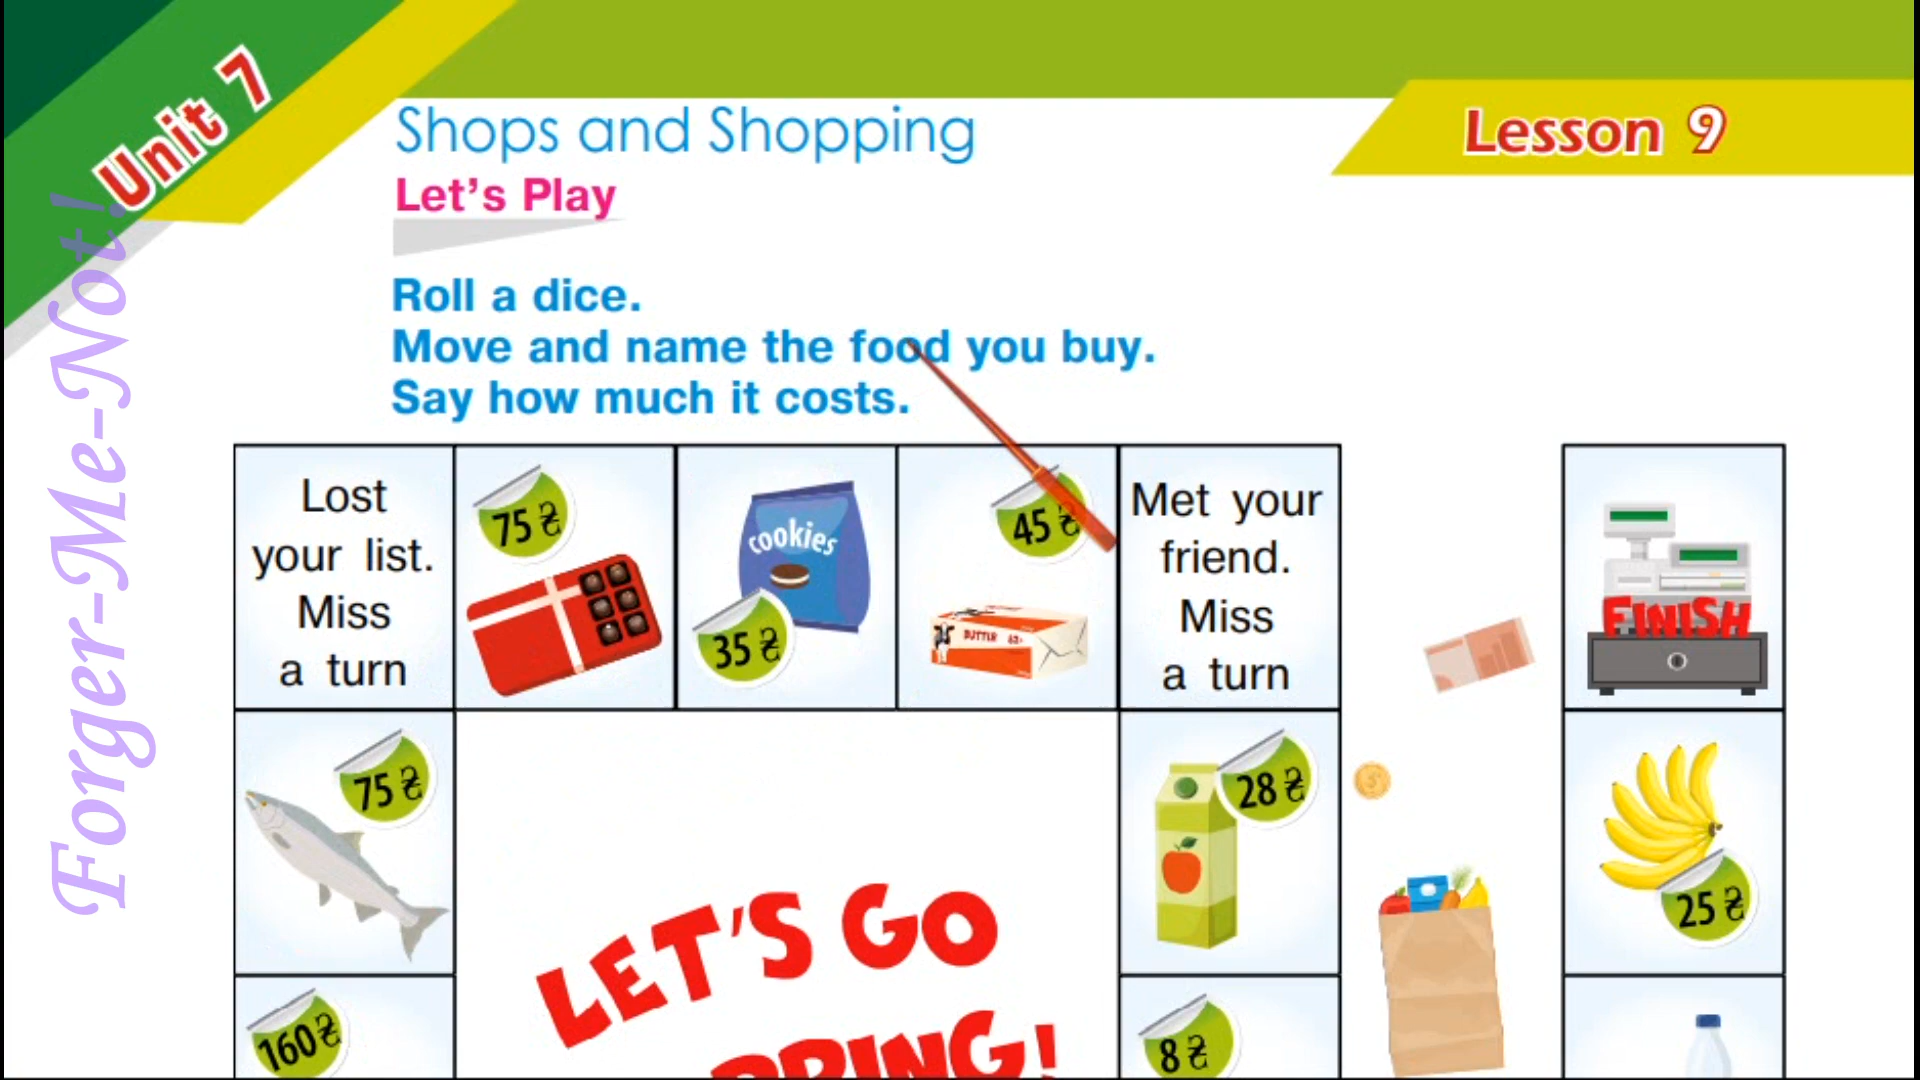 Unit 7
Shops and Shopping
Lesson 9
Let's Play
Roll a dice.
Move and name the food you buy.
Say how much it costs.
Forger-Me-Not!
Lost
your list.
Miss
a turn
75 ₴
cookies
35 ₴
45 ₴
BUTTER
Met your
friend.
Miss
a turn
FINISH
75 ₴
28 ₴
25 ₴
LET'S GO
160 ₴
8 ₴